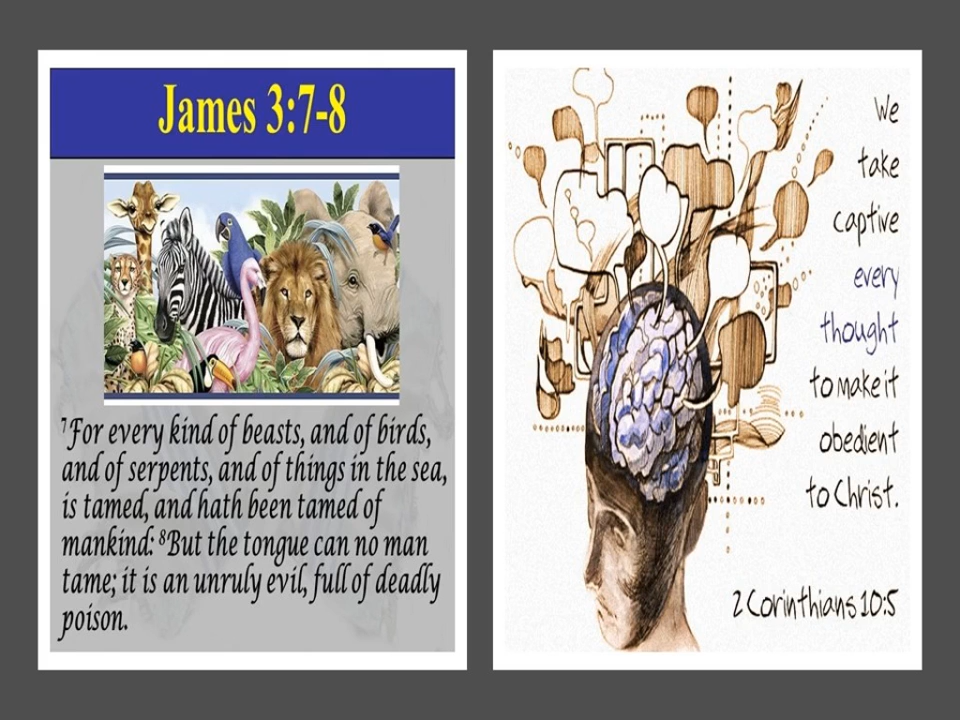 James 3:7-8
⁷For every kind of beasts, and of birds,
and of serpents, and of things in the sea,
is tamed, and hath been tamed of
mankind: ⁸But the tongue can no man
tame; it is an unruly evil, full of deadly
poison.
We
take
captive
every
thought
to make it
obedient
to Christ.
2 Corinthians 10:5